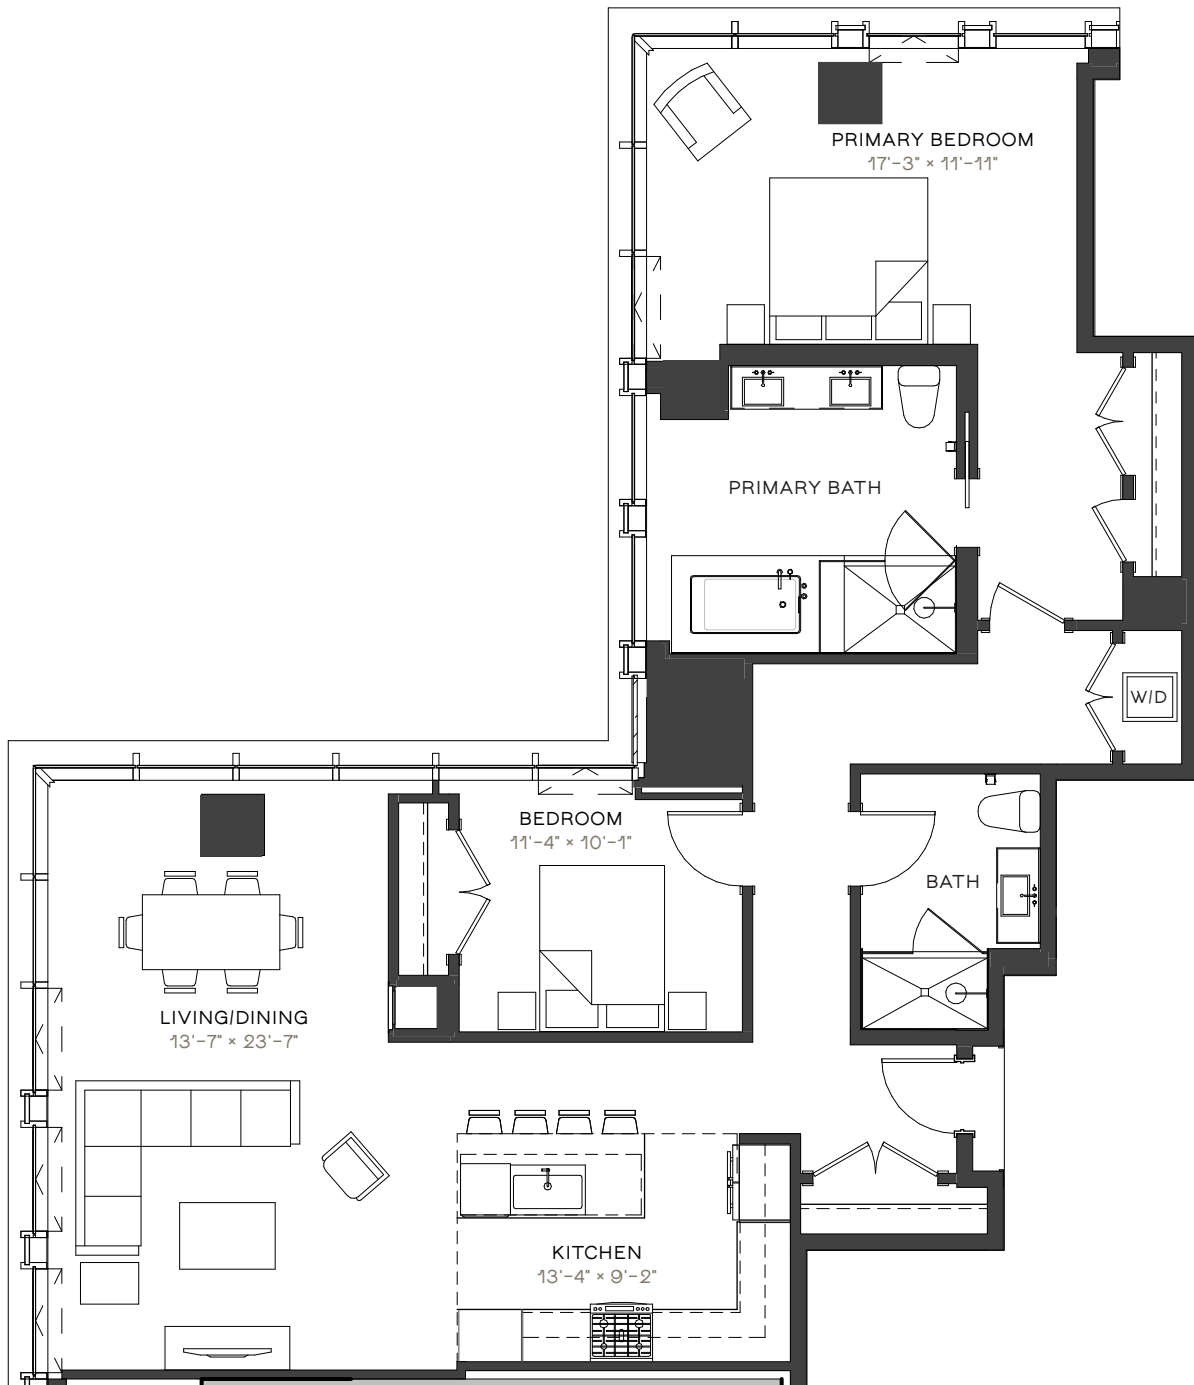 PRIMARY BEDROOM
17'-3" × 11'-11"
PRIMARY BATH
W/D
BEDROOM
11'-4" × 10'-1"
BATH
LIVING/DINING
13'-7" × 23'-7"
KITCHEN
13'-4" × 9'-2"